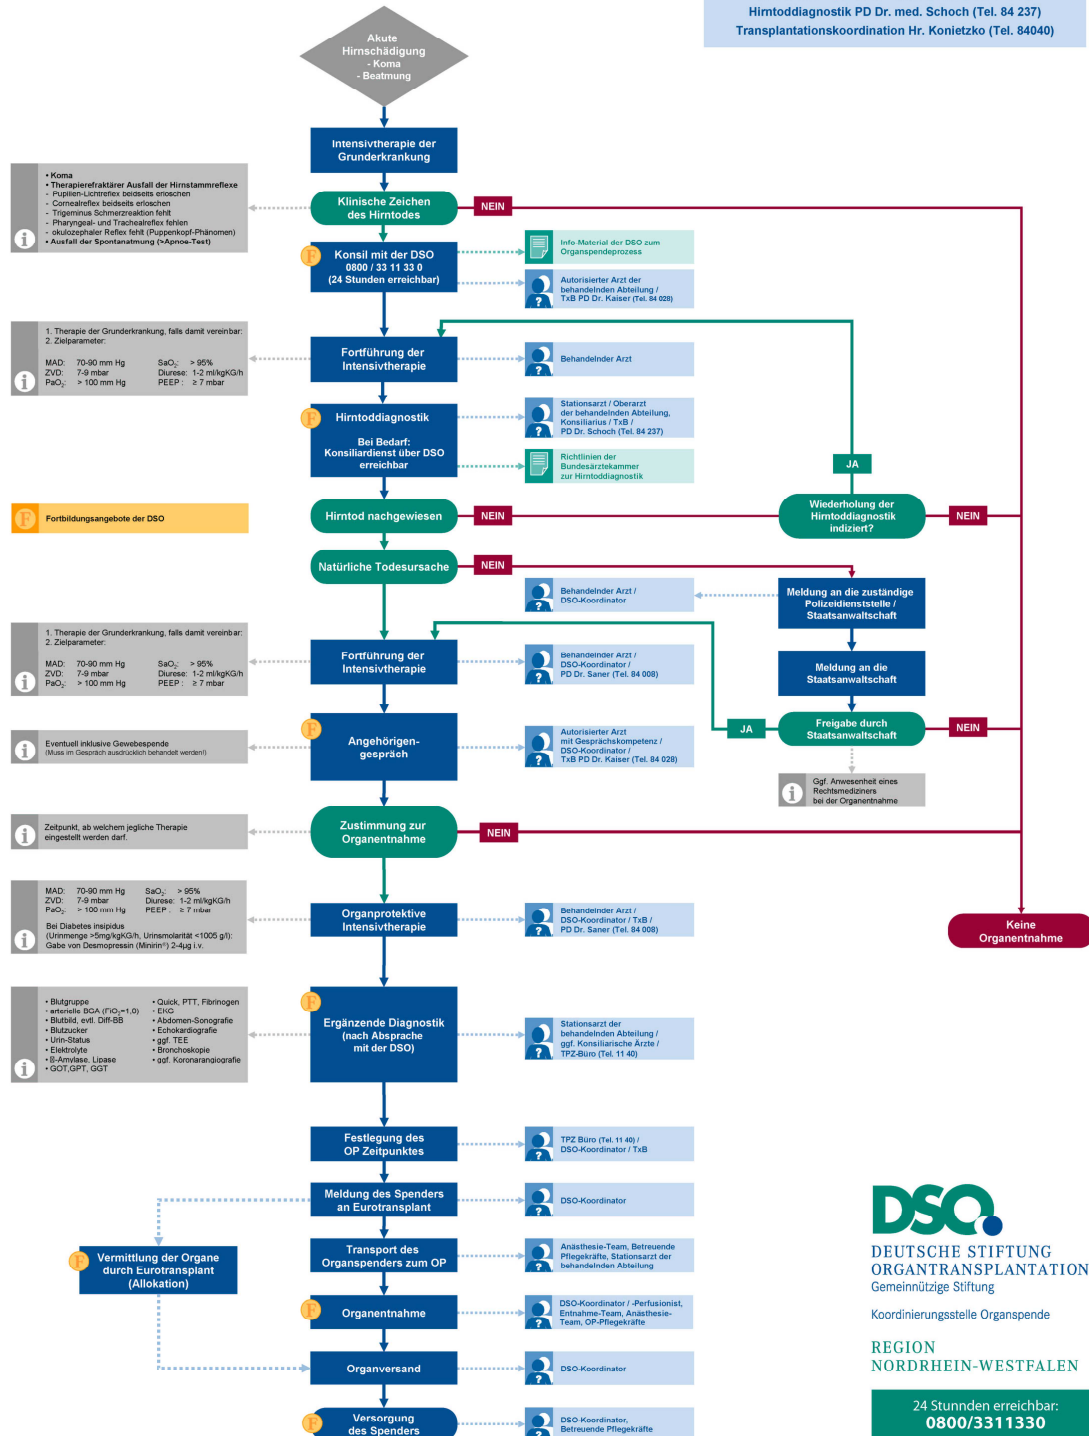 Hirntoddiagnostik PD Dr. med. Schoch (Tel. 84 237)
Transplantationskoordination Hr. Konietzko (Tel. 84040)
Akute
Hirnschädigung
- Koma
- Beatmung
Intensivtherapie der
Grunderkrankung
• Koma
• Therapierefraktärer Ausfall der Hirnstammreflexe
- Pupillen-Lichtreflex beidseits erloschen
- Cornealreflex beidseits erloschen
- Trigeminus Schmerzreaktion fehlt
- Pharyngeal- und Trachealreflex fehlen
- okulozephaler Reflex fehlt (Puppenkopf-Phänomen)
• Ausfall der Spontanatmung (>Apnoe-Test)
Klinische Zeichen
des Hirntodes
NEIN
F
Konsil mit der DSO
0800 / 33 11 33 0
(24 Stunden erreichbar)
Info-Material der DSO zum
Organspendeprozess
Autorisierter Arzt der
behandelnden Abteilung /
TxB PD Dr. Kaiser (Tel. 84 028)
1. Therapie der Grunderkrankung, falls damit vereinbar:
2. Zielparameter:
MAD: 70-90 mm Hg SaO2: > 95%
ZVD: 7-9 mbar Diurese: 1-2 ml/kgKG/h
PaO2: > 100 mm Hg PEEP : ≥ 7 mbar
Fortführung der
Intensivtherapie
Behandelnder Arzt
F
Hirntoddiagnostik
Bei Bedarf:
Konsiliardienst über DSO
erreichbar
Stationsarzt / Oberarzt
der behandelnden Abteilung,
Konsiliarius / TxB /
PD Dr. Schoch (Tel. 84 237)
Richtlinien der
Bundesärztekammer
zur Hirntoddiagnostik
JA
F
Fortbildungsangebote der DSO
Hirntod nachgewiesen
NEIN
Wiederholung der
Hirntoddiagnostik
indiziert?
NEIN
Natürliche Todesursache
NEIN
Behandelnder Arzt /
DSO-Koordinator
Meldung an die zuständige
Polizeidienststelle /
Staatsanwaltschaft
1. Therapie der Grunderkrankung, falls damit vereinbar:
2. Zielparameter:
MAD: 70-90 mm Hg SaO2: > 95%
ZVD: 7-9 mbar Diurese: 1-2 ml/kgKG/h
PaO2: > 100 mm Hg PEEP : ≥ 7 mbar
Fortführung der
Intensivtherapie
Behandelnder Arzt /
DSO-Koordinator /
PD Dr. Saner (Tel. 84 008)
Meldung an die
Staatsanwaltschaft
Eventuell inklusive Gewebespende
(Muss im Gespräch ausdrücklich behandelt werden!)
F
Angehörigen-
gespräch
Autorisierter Arzt
mit Gesprächskompetenz /
DSO-Koordinator /
TxB PD Dr. Kaiser (Tel. 84 028)
JA
Freigabe durch
Staatsanwaltschaft
NEIN
Ggf. Anwesenheit eines
Rechtsmediziners
bei der Organentnahme
Zeitpunkt, ab welchem jegliche Therapie
eingestellt werden darf.
Zustimmung zur
Organentnahme
NEIN
MAD: 70-90 mm Hg SaO2: > 95%
ZVD: 7-9 mbar Diurese: 1-2 ml/kgKG/h
PaO2: > 100 mm Hg PEEP : ≥ 7 mbar
Bei Diabetes insipidus
(Urinmenge >5mg/kgKG/h, Urinsmolarität <1005 g/l):
Gabe von Desmopressin (Minirin®) 2-4µg i.v.
Organprotektive
Intensivtherapie
Behandelnder Arzt /
DSO-Koordinator / TxB /
PD Dr. Saner (Tel. 84 008)
Keine
Organentnahme
• Blutgruppe • Quick, PTT, Fibrinogen
- arterielle BGA (FiO2=1,0) • EKG
• Blutbild, evtl. Diff-BB • Abdomen-Sonografie
• Blutzucker • Echokardiografie
• Urin-Status • ggf. TEE
• Elektrolyte • Bronchoskopie
• -Amylase, Lipase • ggf. Koronarangiografie
• GOT,GPT, GGT
F
Ergänzende Diagnostik
(nach Absprache
mit der DSO)
Stationsarzt der
behandelnden Abteilung /
ggf. Konsiliarische Ärzte /
TPZ-Büro (Tel. 11 40)
Festlegung des
OP Zeitpunktes
TPZ Büro (Tel. 11 40) /
DSO-Koordinator / TxB
Meldung des Spenders
an Eurotransplant
DSO-Koordinator
F
Vermittlung der Organe
durch Eurotransplant
(Allokation)
Transport des
Organspenders zum OP
Anästhesie-Team, Betreuende
Pflegekräfte, Stationsarzt der
behandelnden Abteilung
F
Organentnahme
DSO-Koordinator / -Perfusionist,
Entnahme-Team, Anästhesie-
Team, OP-Pflegekräfte
Organversand
DSO-Koordinator
F
Versorgung
des Spenders
DSO-Koordinator,
Betreuende Pflegekräfte
DSO
DEUTSCHE STIFTUNG
ORGANTRANSPLANTATION
Gemeinnützige Stiftung
Koordinierungsstelle Organspende
REGION
NORDRHEIN-WESTFALEN
24 Stunnden erreichbar:
0800/3311330